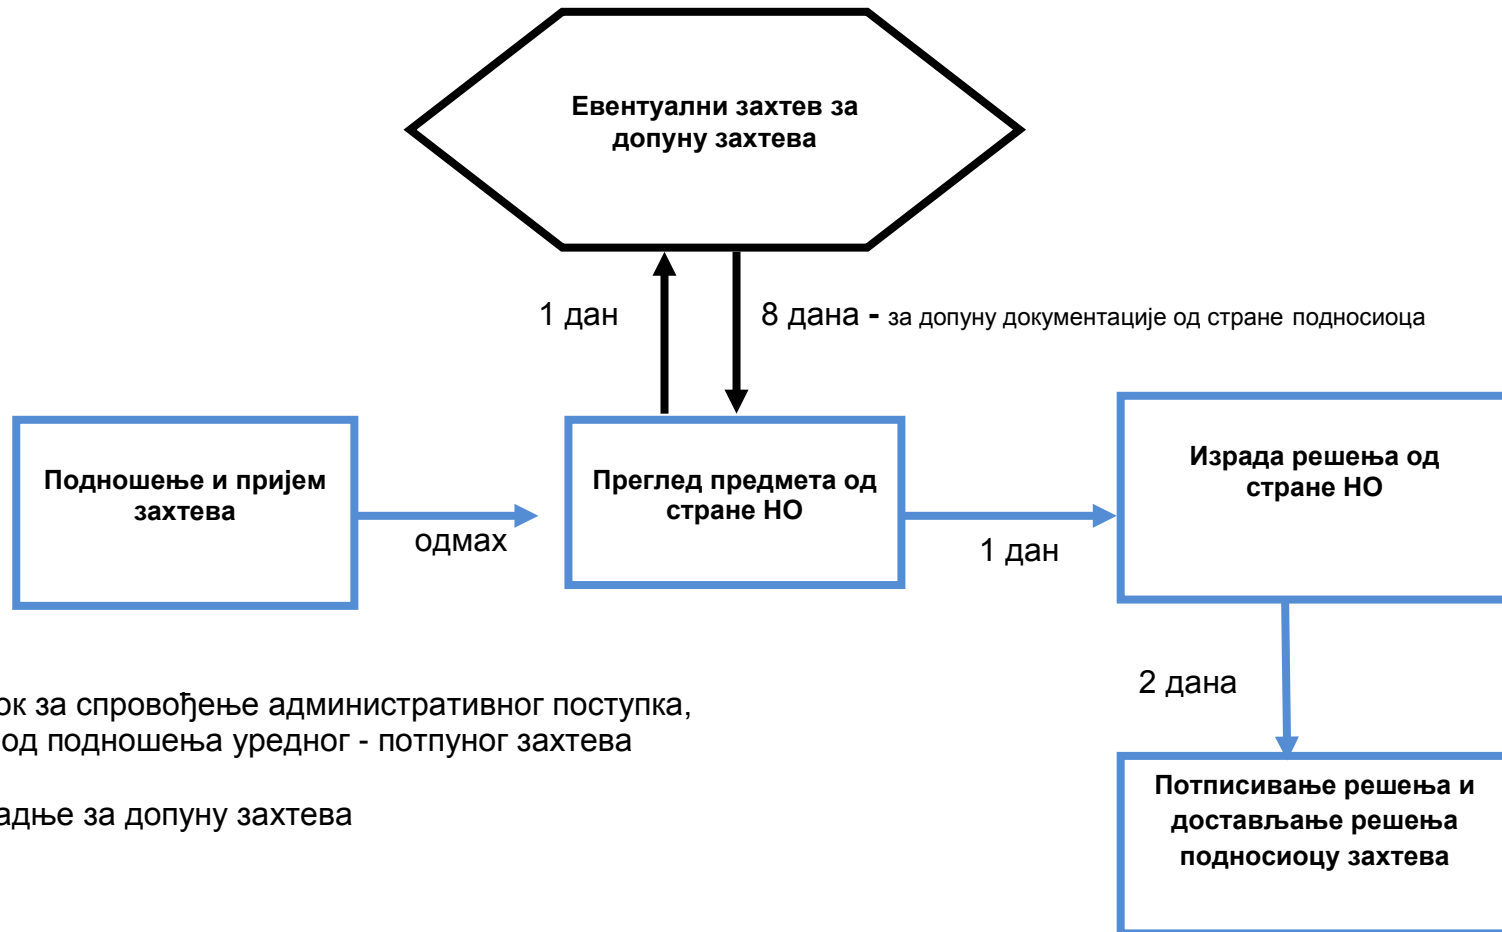 Евентуални захтев за
допуну захтева
1 дан
8 дана - за допуну документације од стране подносиоца
Подношење и пријем
захтева
одмах
Преглед предмета од
стране НО
1 дан
Израда решења од
стране НО
2 дана
ок за спровођење административног поступка,
од подношења уредног - потпуног захтева
адње за допуну захтева
Потписивање решења и
достављање решења
подносиоцу захтева